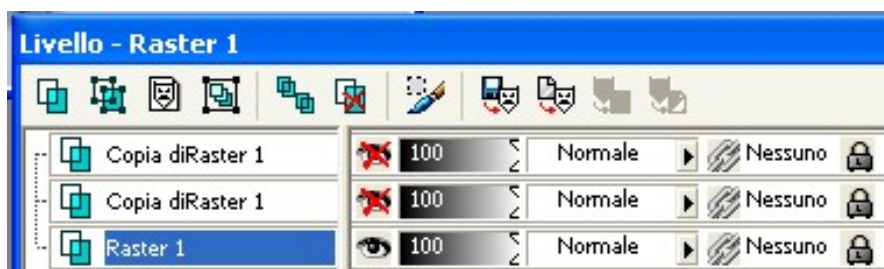 Livello - Raster 1
Copia diRaster 1 100 Normale Nessuno
Copia diRaster 1 100 Normale Nessuno
Raster 1 100 Normale Nessuno